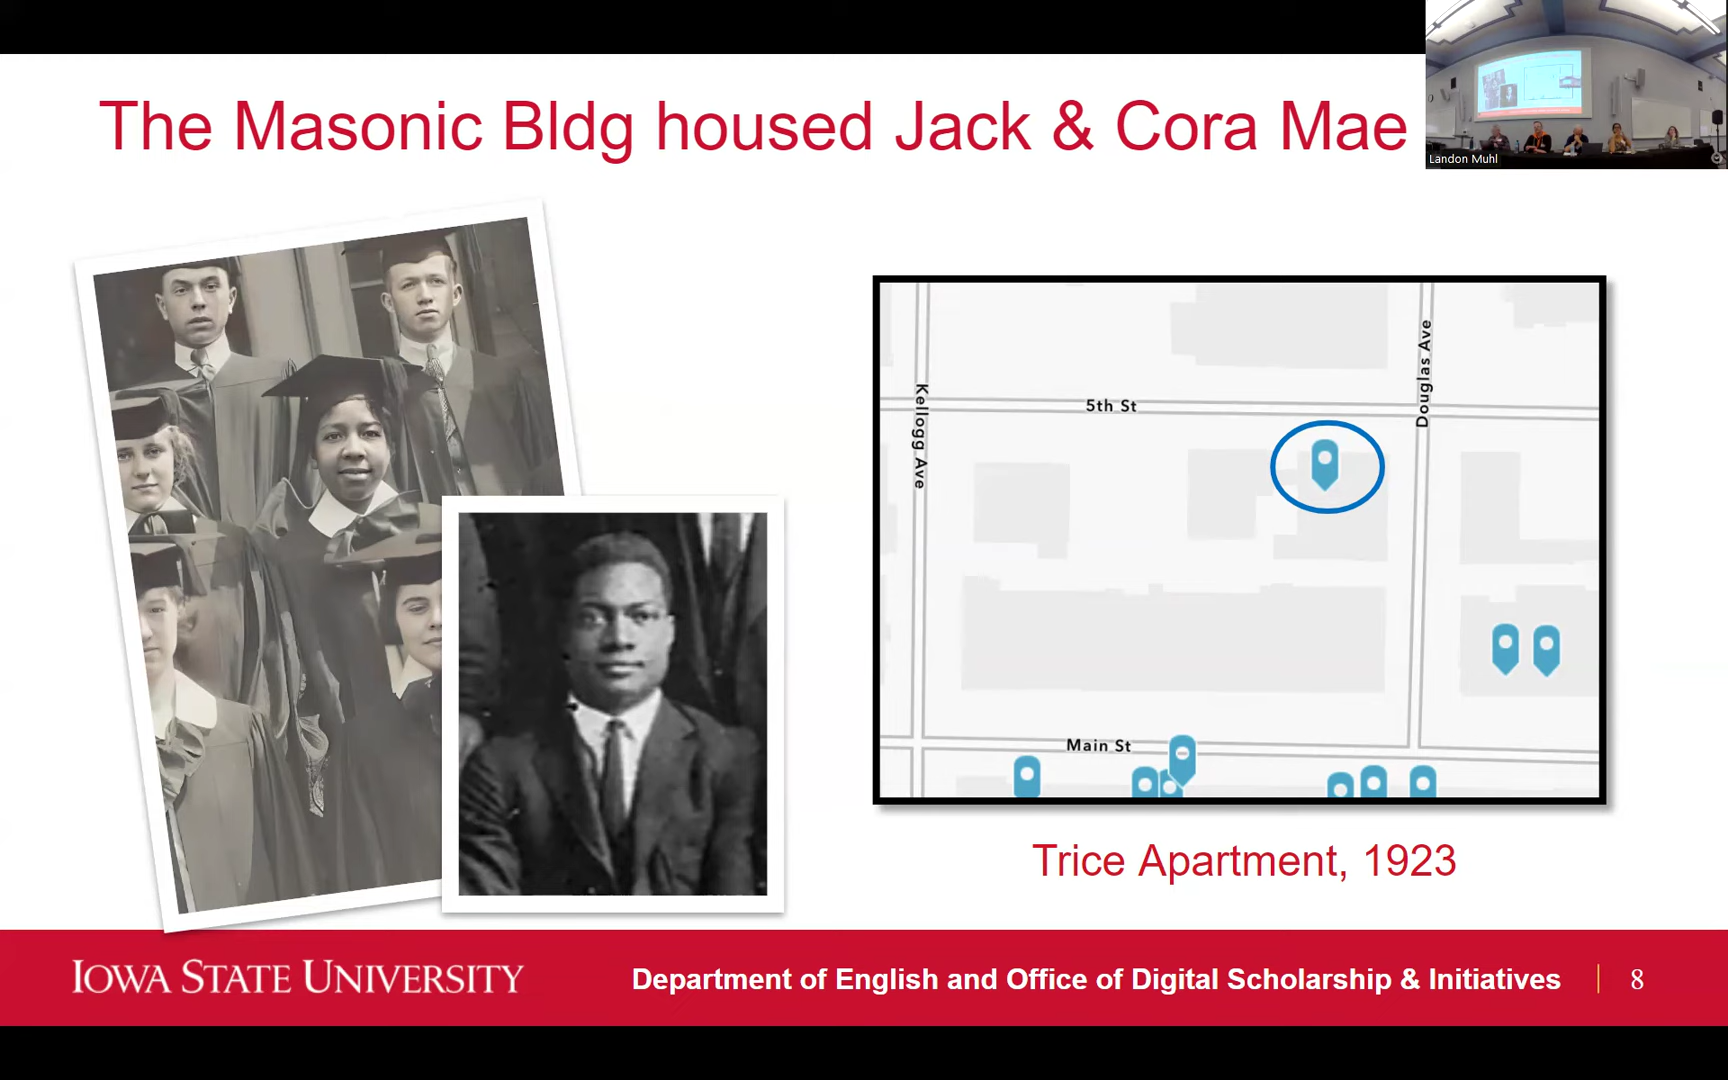 The Masonic Bldg housed Jack & Cora Mae
Landon Muhl
Kellogg Ave
5th St
Douglas Ave
Main St
Trice Apartment, 1923
IOWA STATE UNIVERSITY
Department of English and Office of Digital Scholarship & Initiatives
8